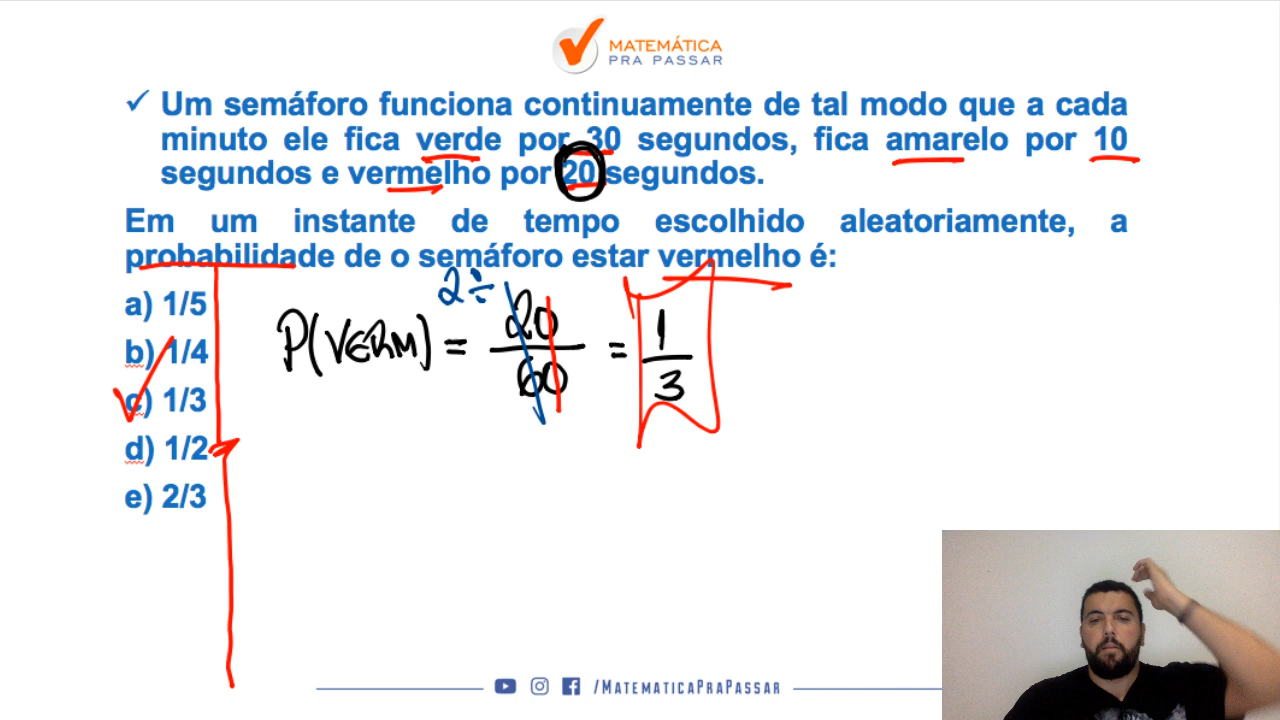 MATEMÁTICA
PRA PASSAR
✓ Um semáforo funciona continuamente de tal modo que a cada
minuto ele fica verde por 30 segundos, fica amarelo por 10
segundos e vermelho por 20 segundos.
Em um instante de tempo escolhido aleatoriamente, a
probabilidade de o semáforo estar vermelho é:
a) 1/5
b) 1/4
c) 1/3
d) 1/2
e) 2/3
2÷
P(VERM) = 20/60 = 1/3
/MATEMATICAPRAPASSAR